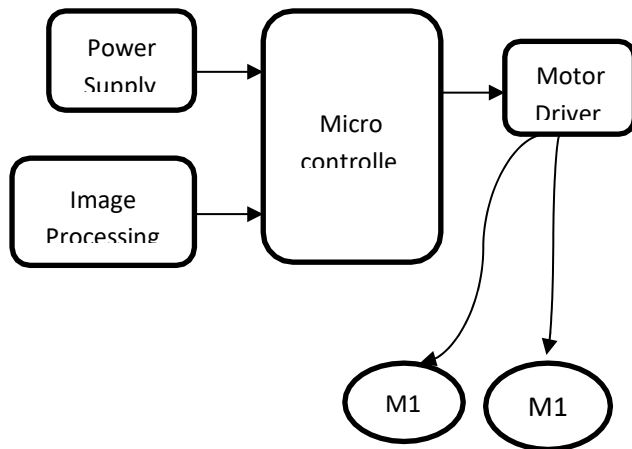 Power
Supply
Micro
controlle
Motor
Driver
Image
Processing
M1
M1